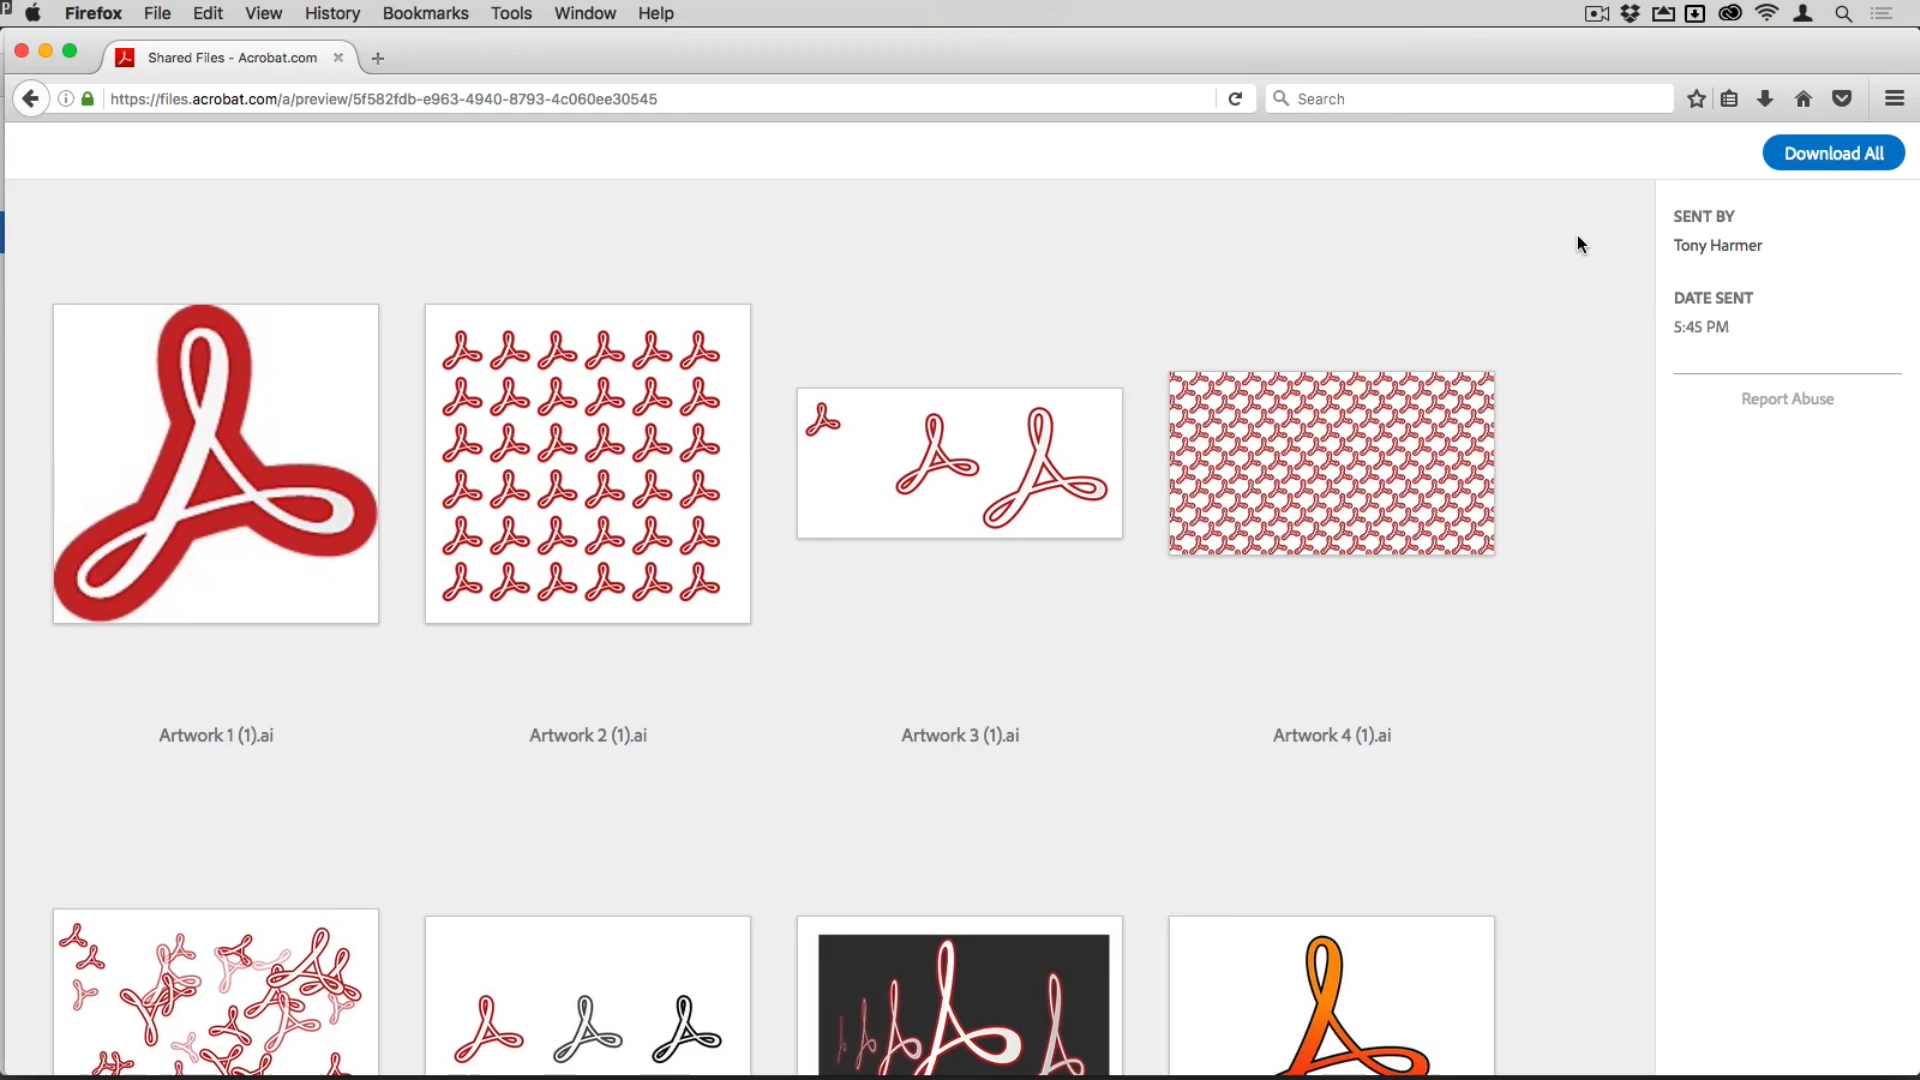 Firefox File Edit View History Bookmarks Tools Window Help
Shared Files - Acrobat.com
https://files.acrobat.com/a/preview/5f582fdb-e963-4940-8793-4c060ee30545
Search
Download All
SENT BY
Tony Harmer
DATE SENT
5:45 PM
Report Abuse
Artwork 1 (1).ai
Artwork 2 (1).ai
Artwork 3 (1).ai
Artwork 4 (1).ai